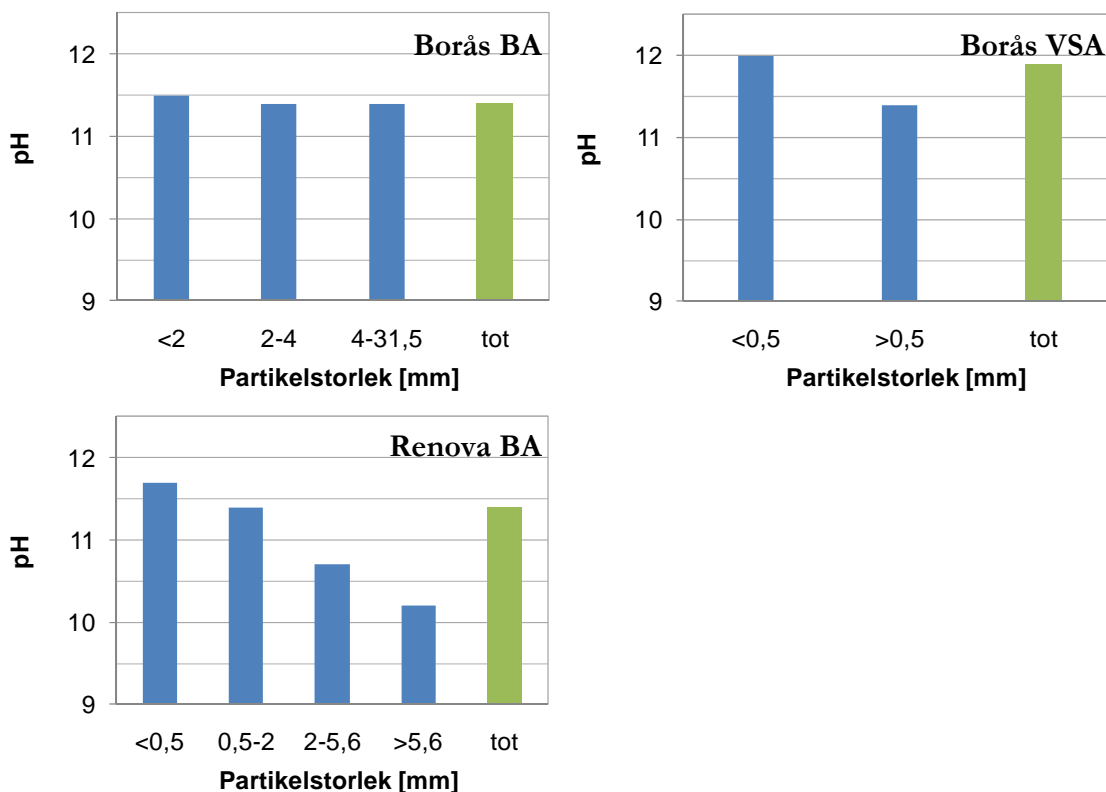 Borås BA
pH
12
11
10
9
<2 2-4 4-31,5 tot
Partikelstorlek [mm]
Borås VSA
pH
12
11
10
9
<0,5 >0,5 tot
Partikelstorlek [mm]
Renova BA
pH
12
11
10
9
<0,5 0,5-2 2-5,6 >5,6 tot
Partikelstorlek [mm]